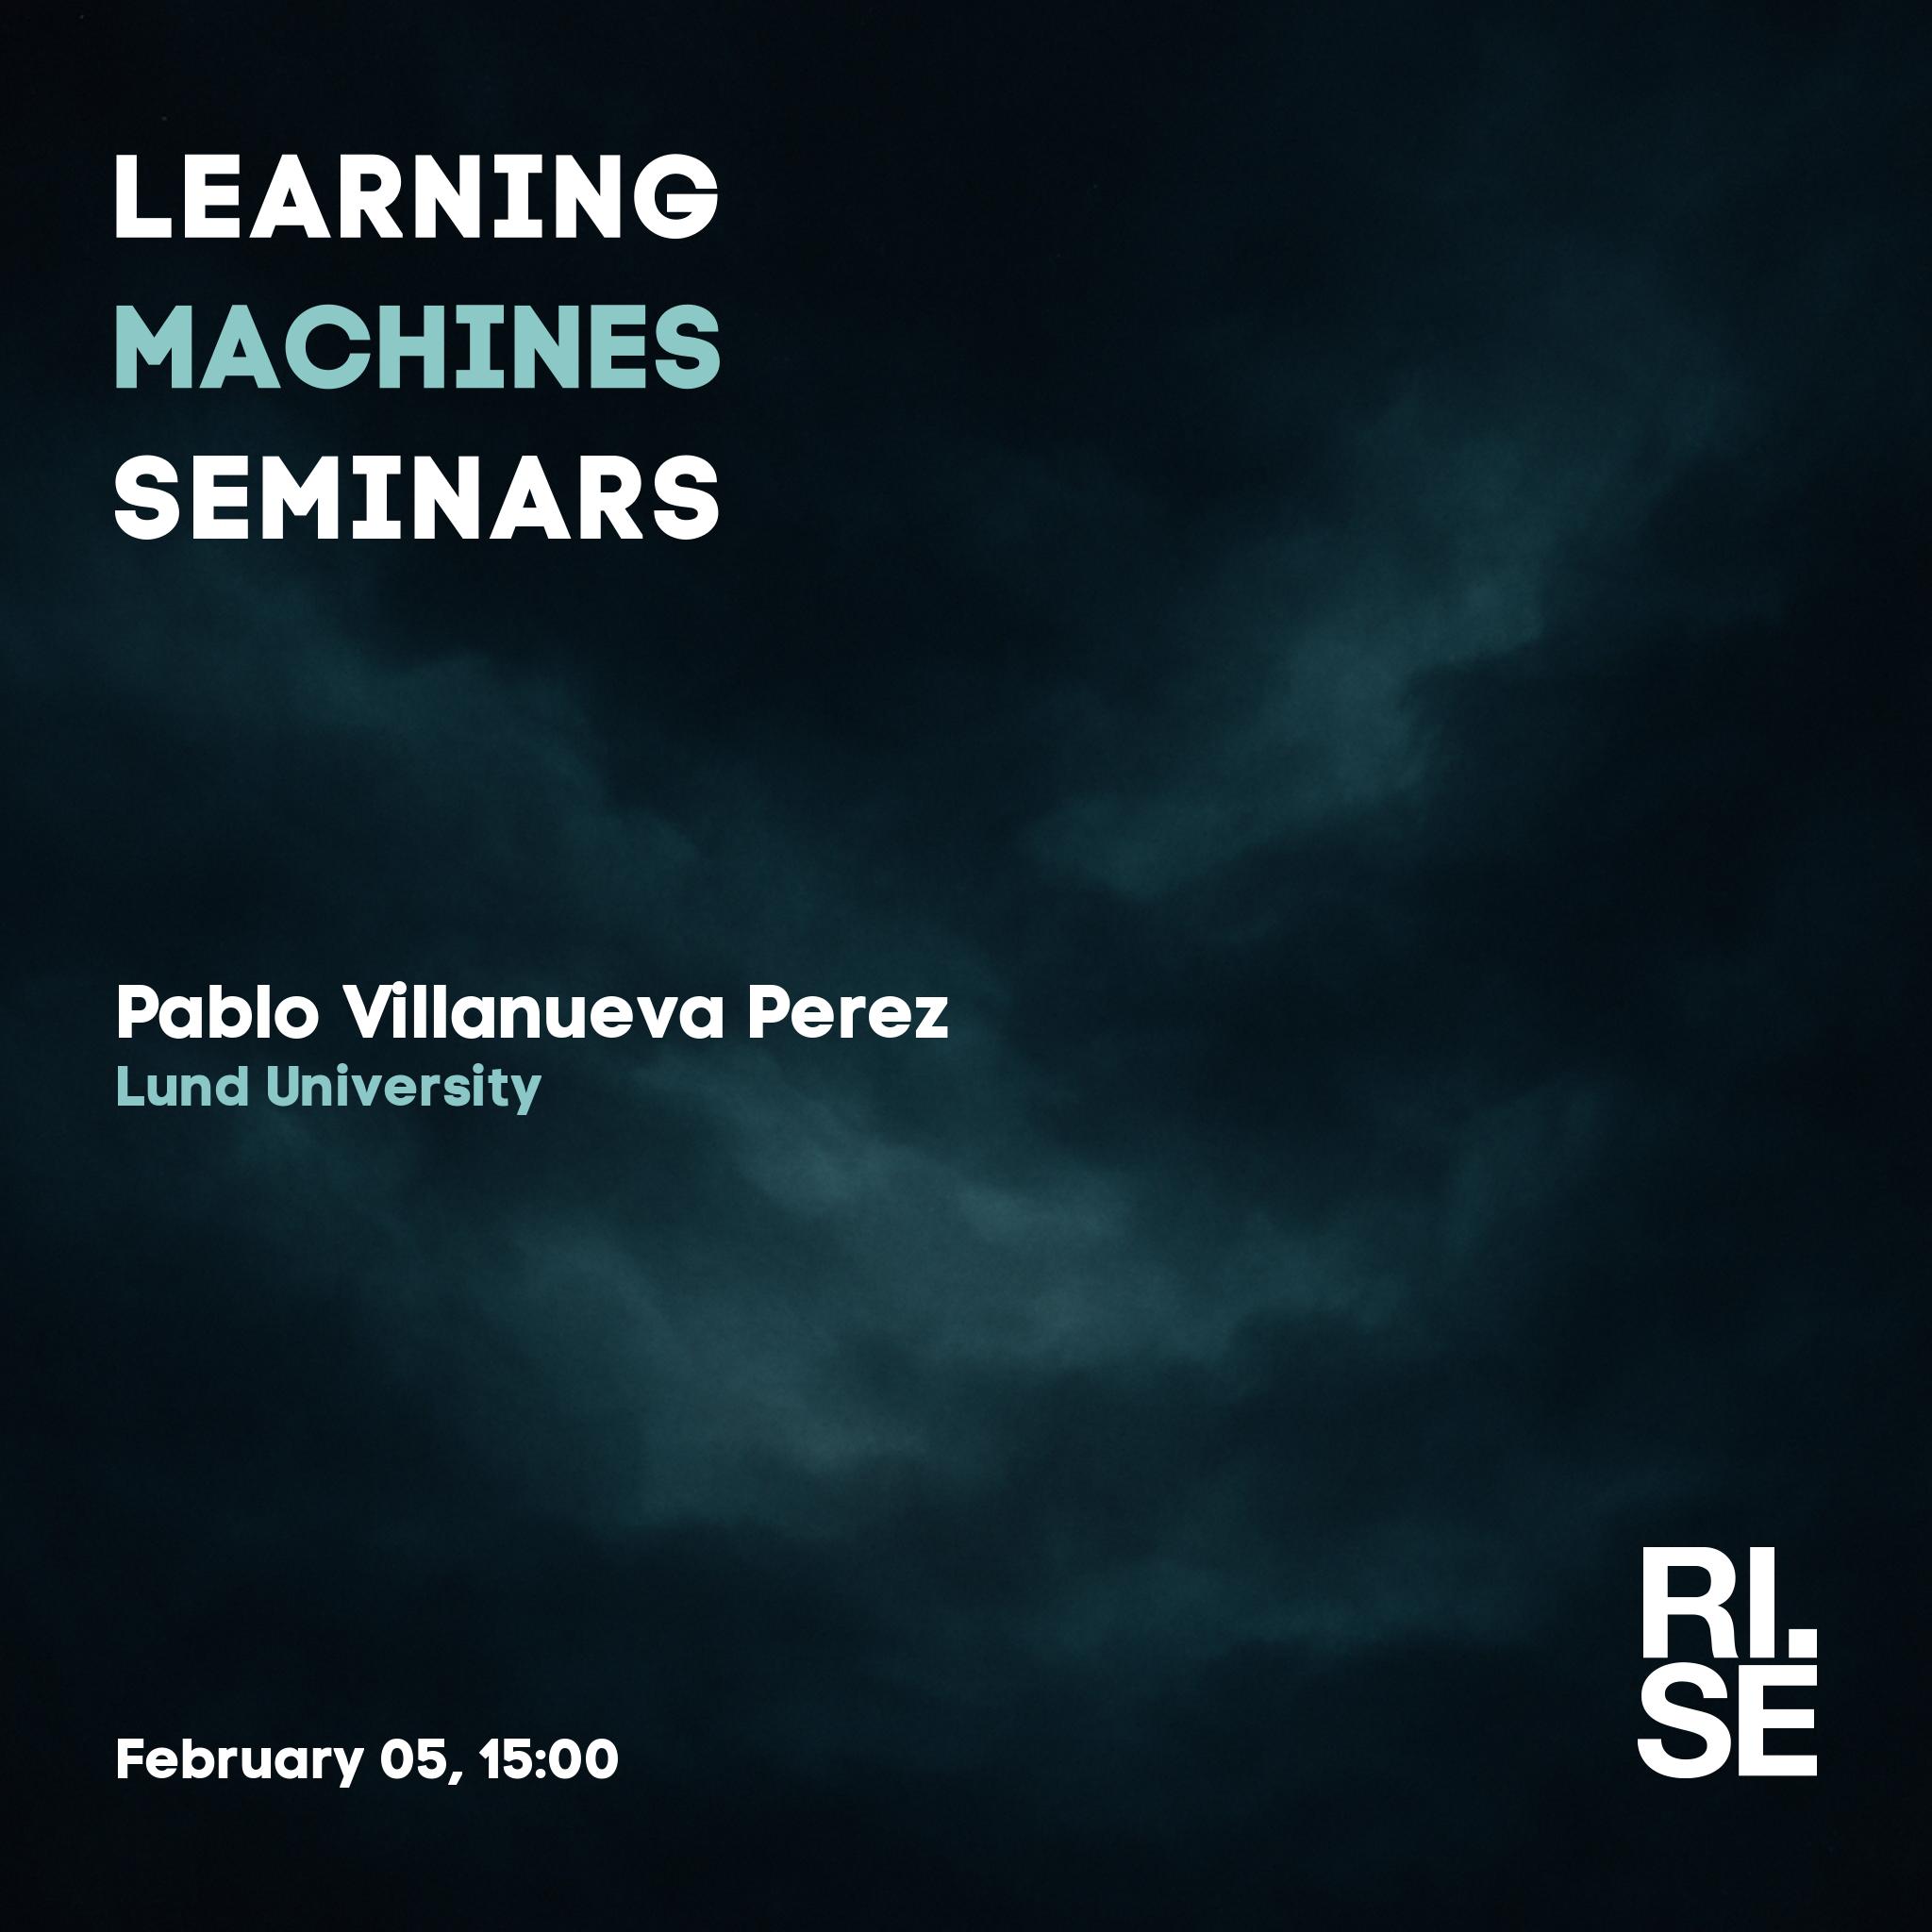 LEARNING
MACHINES
SEMINARS
Pablo Villanueva Perez
Lund University
February 05, 15:00
RI.
SE